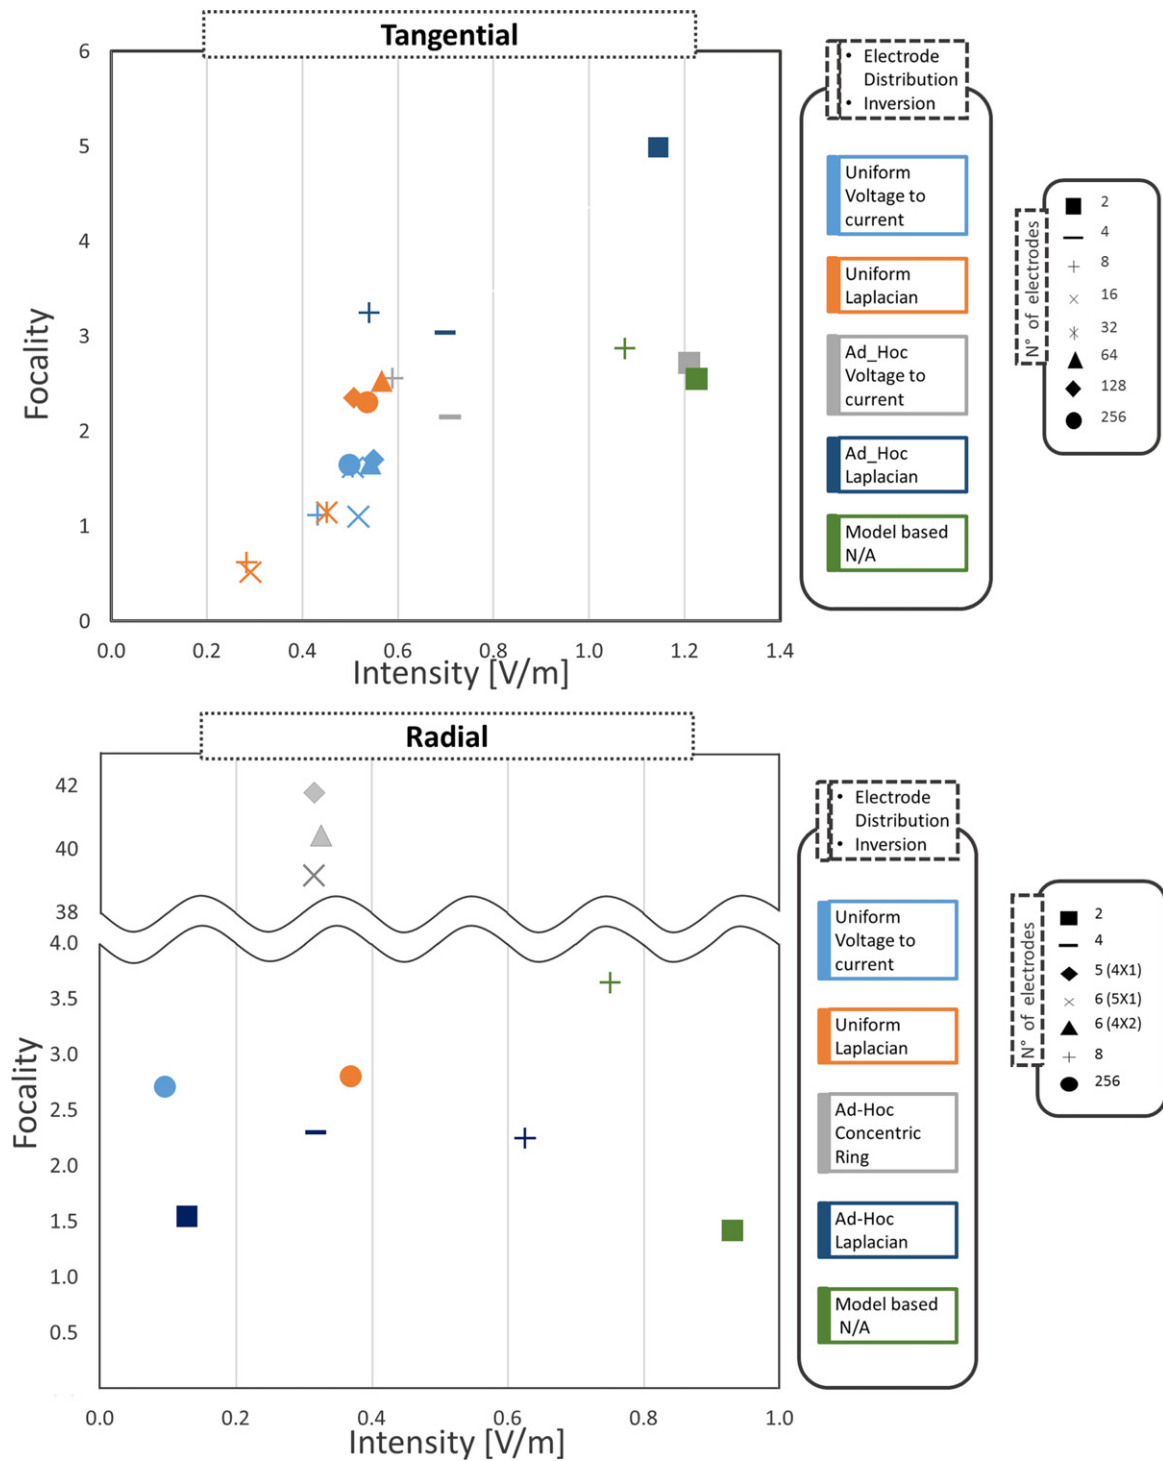 Tangential
6
5
4
3
2
1
0
Focality
0.0 0.2 0.4 0.6 0.8 1.0 1.2 1.4
Intensity [V/m]
• Electrode
Distribution
• Inversion
Uniform
Voltage to
current
Uniform
Laplacian
Ad_Hoc
Voltage to
current
Ad_Hoc
Laplacian
Model based
N/A
N° of electrodes
2
4
8
16
32
64
128
256
Radial
42
40
38
4.0
3.5
3.0
2.5
2.0
1.5
1.0
0.5
Focality
0.0 0.2 0.4 0.6 0.8 1.0
Intensity [V/m]
• Electrode
Distribution
• Inversion
Uniform
Voltage to
current
Uniform
Laplacian
Ad-Hoc
Concentric
Ring
Ad-Hoc
Laplacian
Model based
N/A
N° of electrodes
2
4
5 (4X1)
6 (5X1)
6 (4X2)
8
256